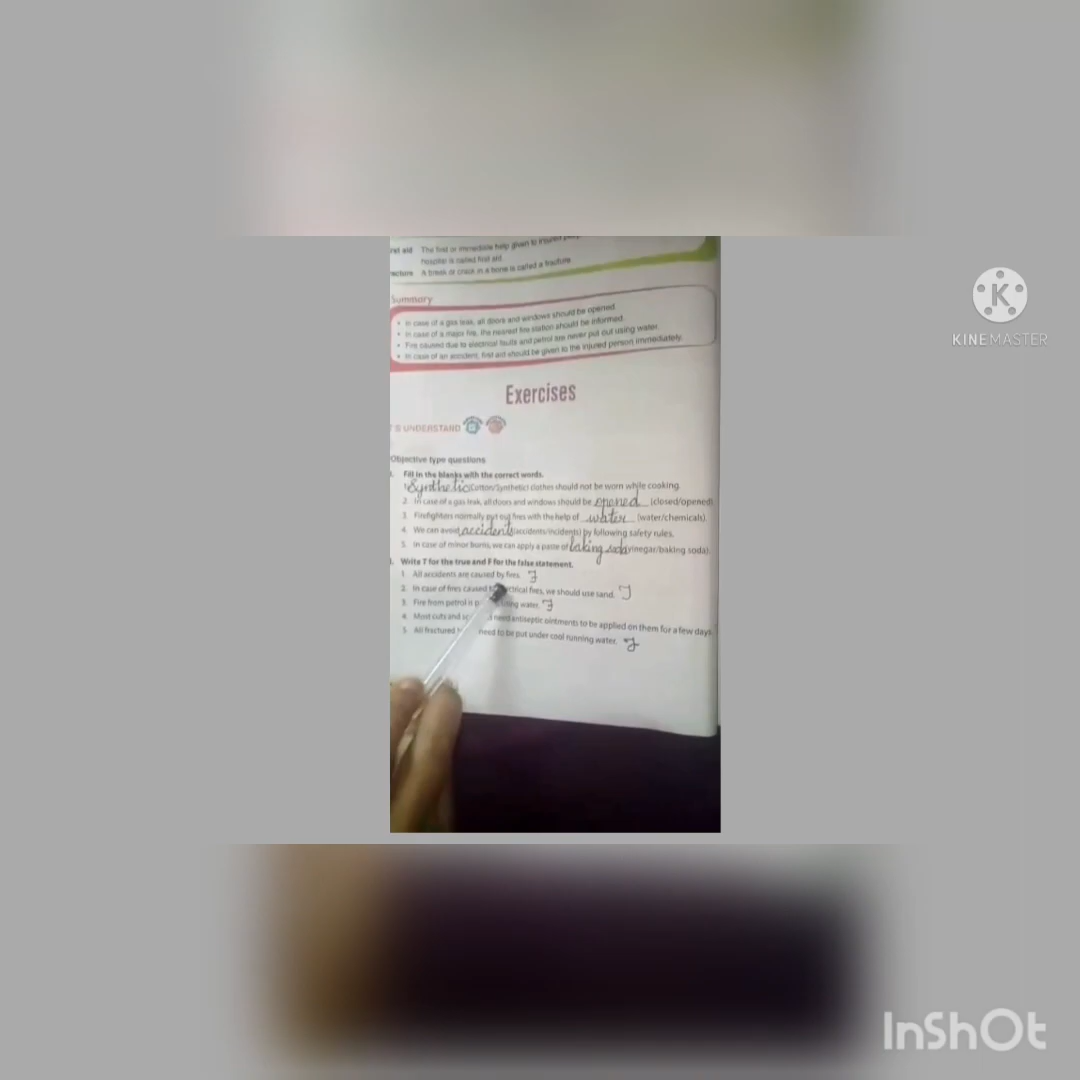 rst aid The first or immediate help given to injured
hospital is called first aid.
acture A break or crack in a bone is called a fracture
Summary
• In case of a gas leak, all doors and windows should be opened.
• In case of a major fire, the nearest fire station should be informed.
• Fire caused due to electrical faults and petrol are never put out using water.
• In case of an accident, first aid should be given to the injured person immediately.
Exercises
'S UNDERSTAND
Objective type questions
Fill in the blanks with the correct words.
Synthetic (Cotton/Synthetic) clothes should not be worn while cooking.
2. In case of a gas leak, all doors and windows should be opened (closed/opened).
3. Firefighters normally put out fires with the help of water (water/chemicals).
4. We can avoid accidents (accidents/incidents) by following safety rules.
5. In case of minor burns, we can apply a paste of baking soda (vinegar/baking soda).
Write T for the true and F for the false statement.
1. All accidents are caused by fires. F
2. In case of fires caused electrical fires, we should use sand. T
3. Fire from petrol is using water. F
4. Most cuts and need antiseptic ointments to be applied on them for a few days.
5. All fractured need to be put under cool running water.
K
KINEMASTER
InShOt